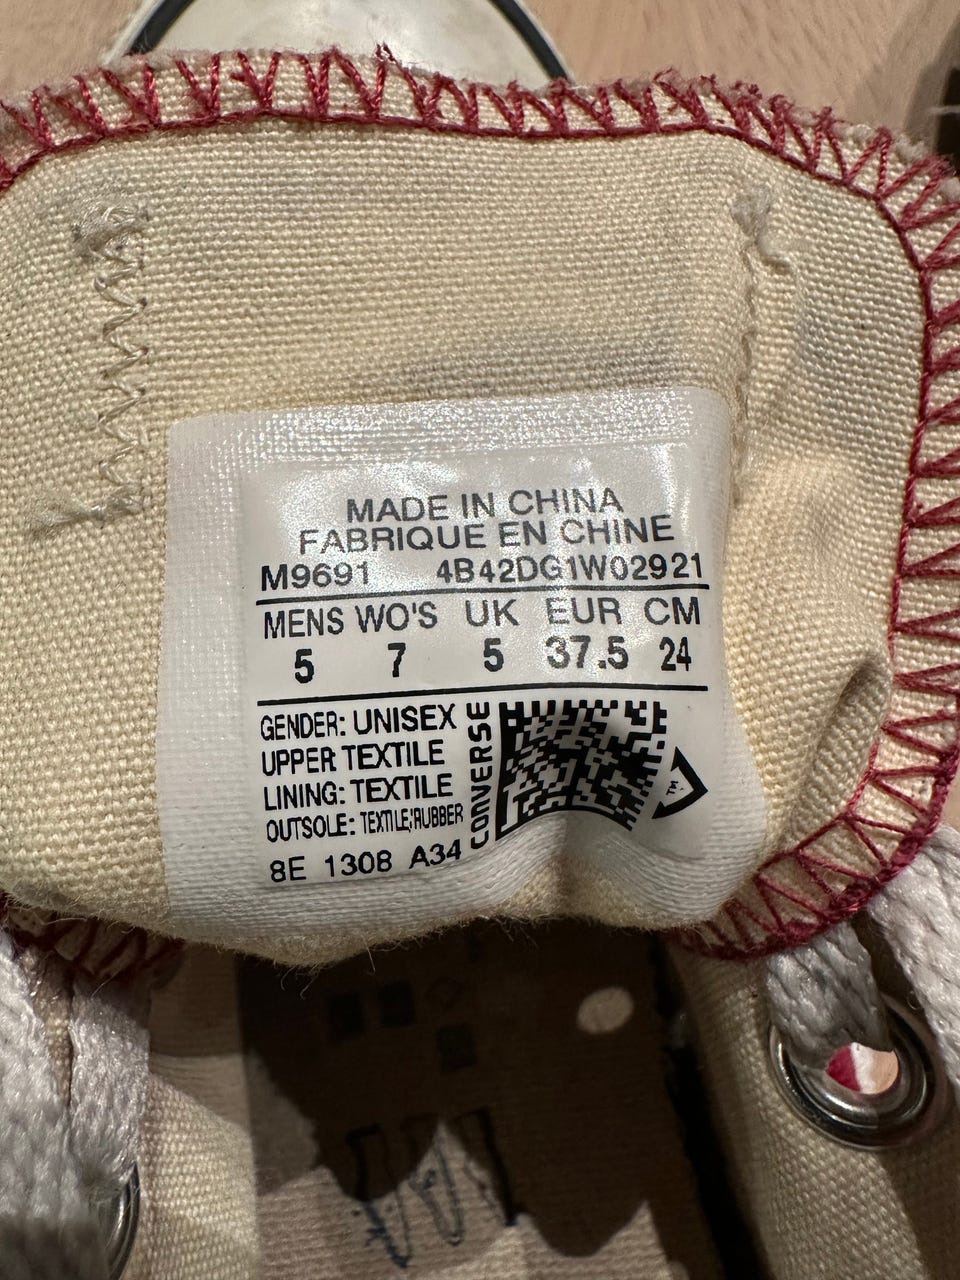 MADE IN CHINA
FABRIQUE EN CHINE
M9691 4B42DG1W02921
MENS WO'S UK EUR CM
5 7 5 37.5 24
GENDER: UNISEX
UPPER TEXTILE
LINING: TEXTILE
OUTSOLE: TEXTILE;RUBBER
8E 1308 A34
CONVERSE